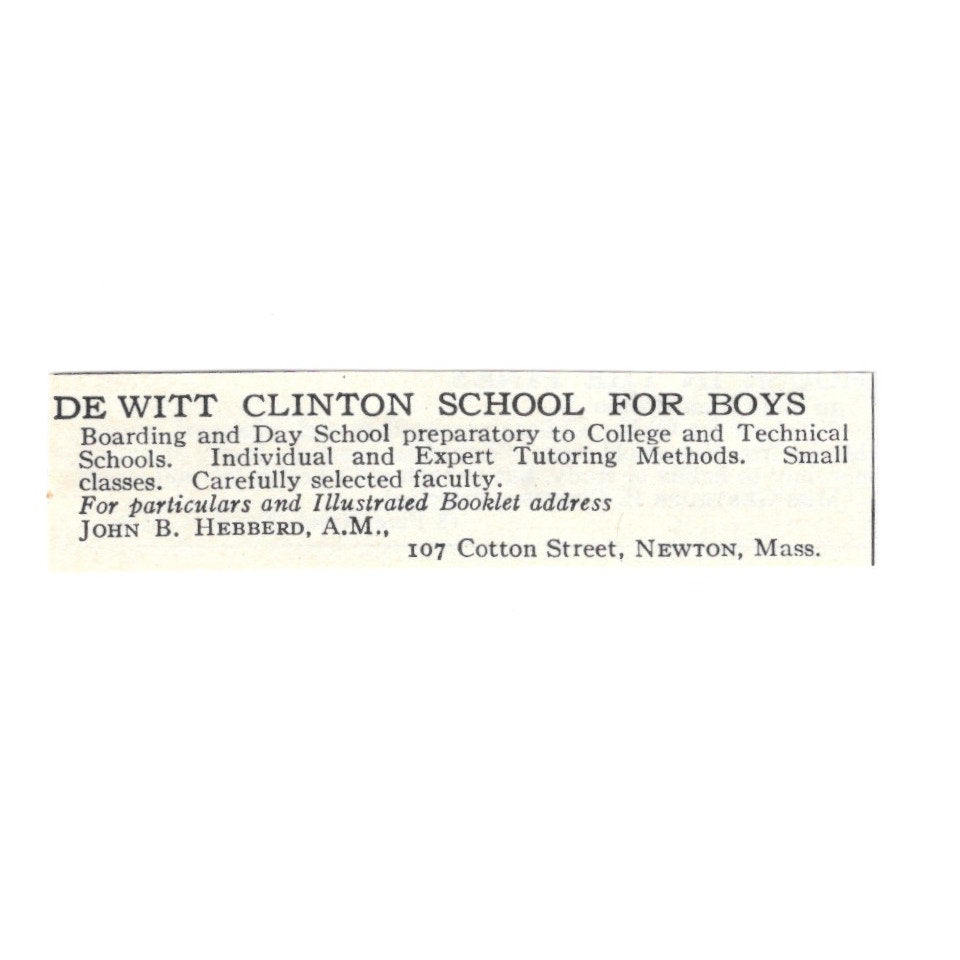 DE WITT CLINTON SCHOOL FOR BOYS
Boarding and Day School preparatory to College and Technical
Schools. Individual and Expert Tutoring Methods. Small
classes. Carefully selected faculty.
For particulars and Illustrated Booklet address
JOHN B. HEBBERD, A.M.,
107 Cotton Street, NEWTON, Mass.